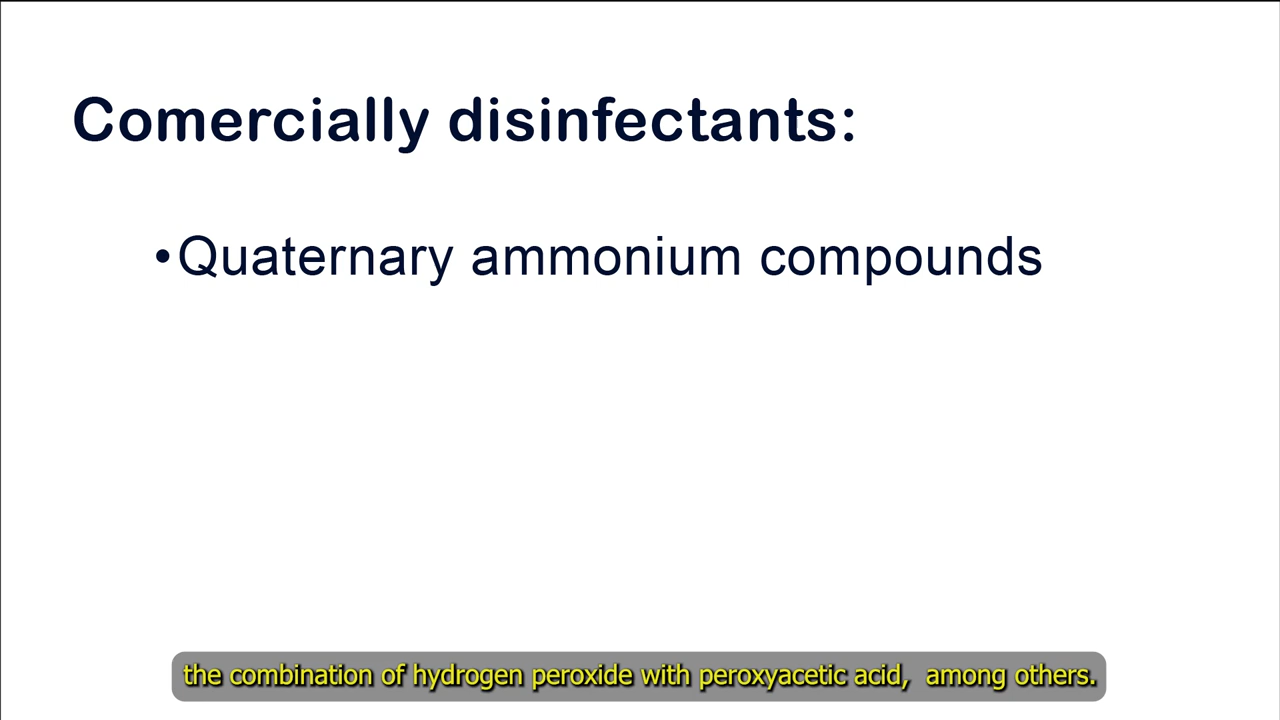 Comercially disinfectants:
•Quaternary ammonium compounds
the combination of hydrogen peroxide with peroxyacetic acid, among others.